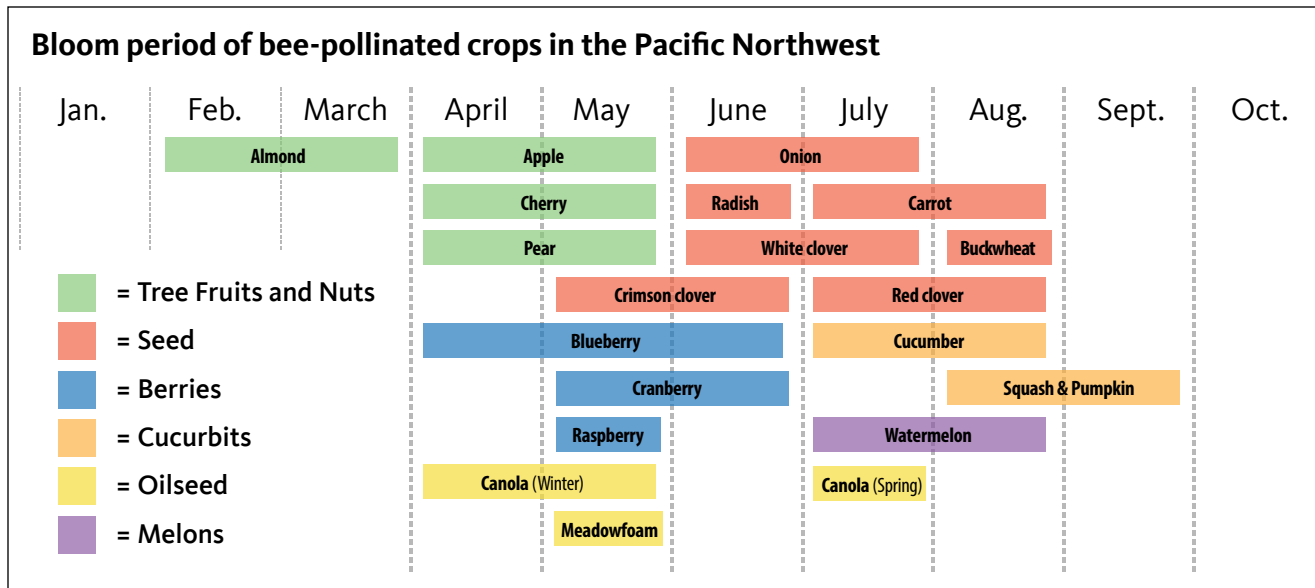 Bloom period of bee-pollinated crops in the Pacific Northwest
Jan. Feb. March April May June July Aug. Sept. Oct.
Almond Apple Onion
Cherry Radish Carrot
Pear White clover Buckwheat
= Tree Fruits and Nuts Crimson clover Red clover
= Seed Blueberry Cucumber
= Berries Cranberry Squash & Pumpkin
= Cucurbits Raspberry Watermelon
= Oilseed Canola (Winter) Canola (Spring)
= Melons Meadowfoam